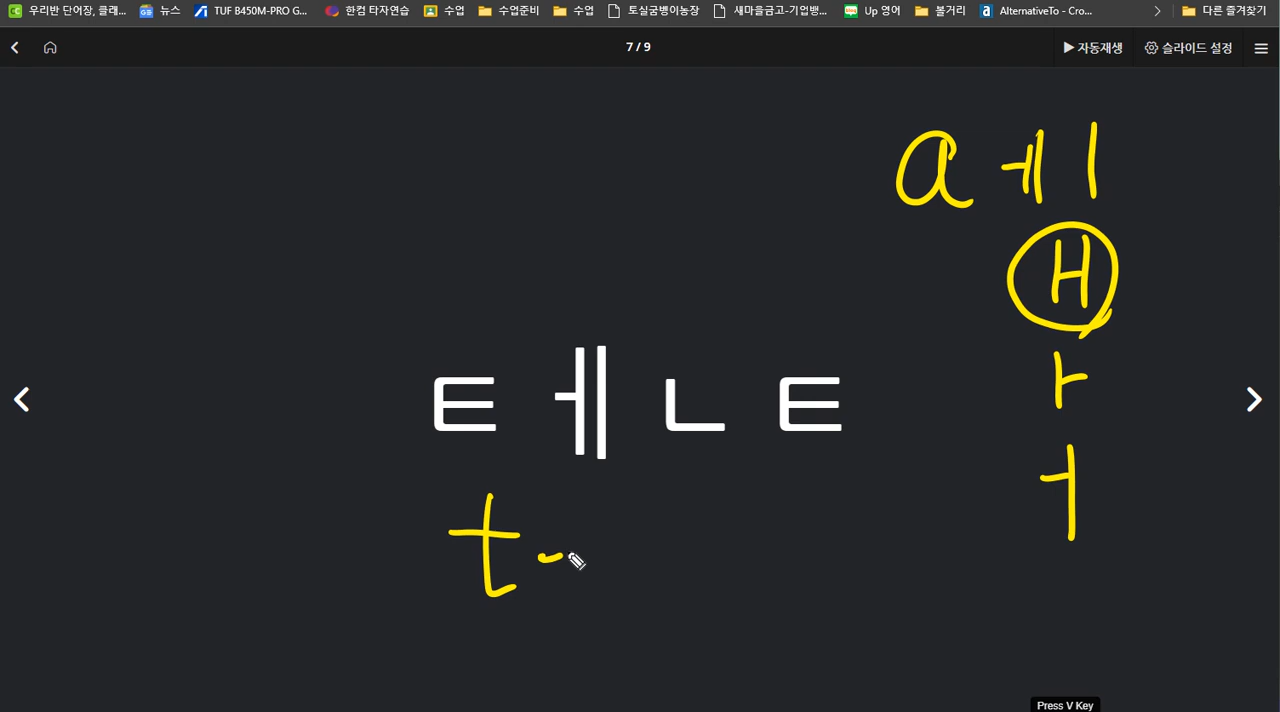 우리반 단어장, 클래... 뉴스 TUF B450M-PRO G... 한컴 타자연습 수업 수업준비 수업 토실굼벵이농장 새마을금고-기업뱅... Up 영어 볼거리 AlternativeTo - Cro... 다른 즐겨찾기
7 / 9 자동재생 슬라이드 설정
a ㅔ ㅣ
ㅐ
ㅏ
ㅓ
ㅌ ㅔ ㄴ ㅌ
t
Press V Key